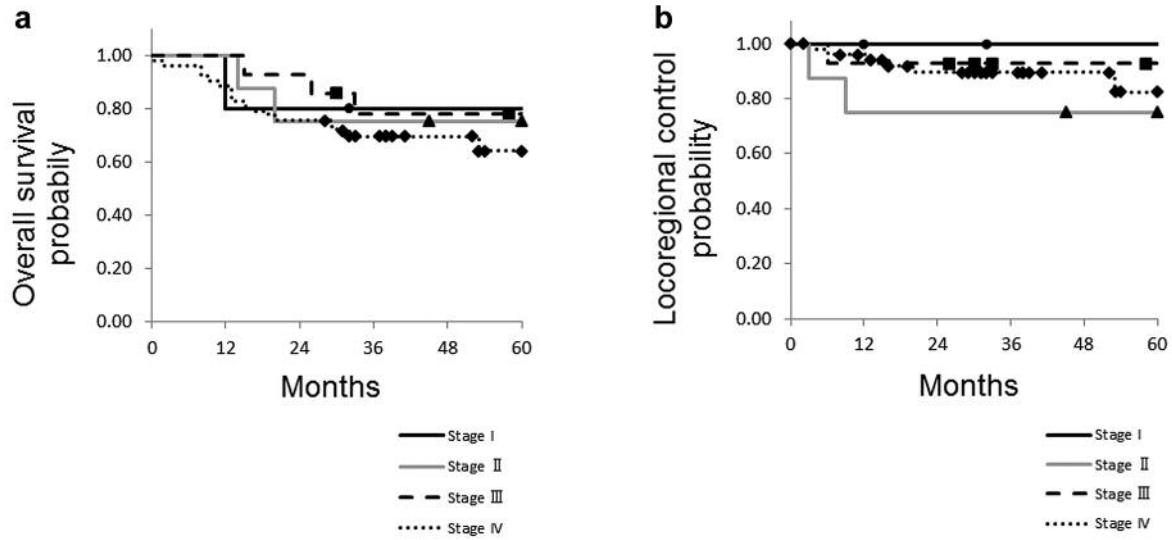 a
Overall survival
probabily
1.00
0.80
0.60
0.40
0.20
0.00
0 12 24 36 48 60
Months
Stage I
Stage Ⅱ
Stage Ⅲ
Stage Ⅳ
b
Locoregional control
probability
1.00
0.80
0.60
0.40
0.20
0.00
0 12 24 36 48 60
Months
Stage I
Stage Ⅱ
Stage Ⅲ
Stage Ⅳ